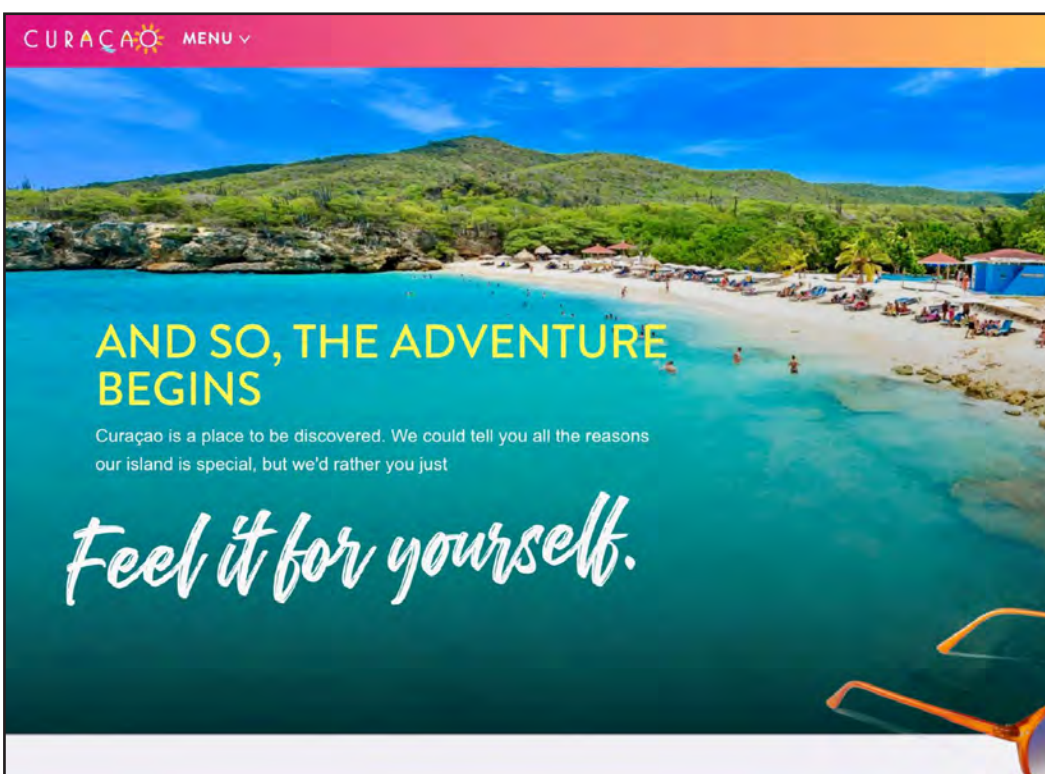 CURAÇAO MENU
AND SO, THE ADVENTURE
BEGINS
Curaçao is a place to be discovered. We could tell you all the reasons
our island is special, but we'd rather you just
Feel it for yourself.